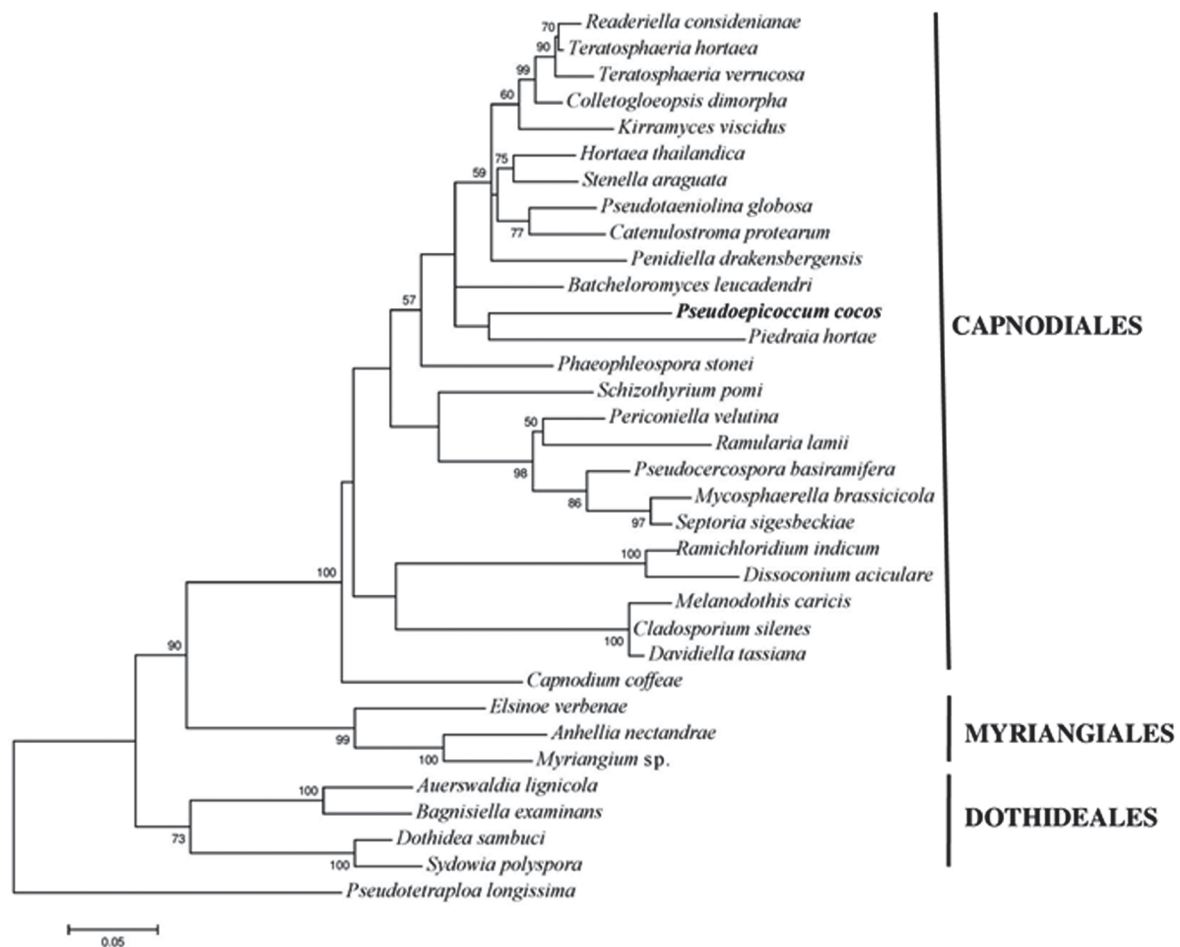 70 Readeriella considenianae
90 Teratosphaeria hortaea
99 Teratosphaeria verrucosa
60 Colletogloeopsis dimorpha
Kirramyces viscidus
75 Hortaea thailandica
59 Stenella araguata
Pseudotaeniolina globosa
77 Catenulostroma protearum
Penidiella drakensbergensis
Batcheloromyces leucadendri
57 Pseudoepicoccum cocos
CAPNODIALES
Piedraia hortae
Phaeophleospora stonei
Schizothyrium pomi
50 Periconiella velutina
Ramularia lamii
98 Pseudocercospora basiramifera
86 Mycosphaerella brassicicola
97 Septoria sigesbeckiae
100 Ramichloridium indicum
100 Dissoconium aciculare
Melanodothis caricis
100 Cladosporium silenes
90 Davidiella tassiana
Capnodium coffeae
Elsinoe verbenae
99 Anhellia nectandrae
MYRIANGIALES
100 Myriangium sp.
100 Auerswaldia lignicola
Bagnisiella examinans
DOTHIDEALES
73 Dothidea sambuci
100 Sydowia polyspora
Pseudotetraploa longissima
0.05